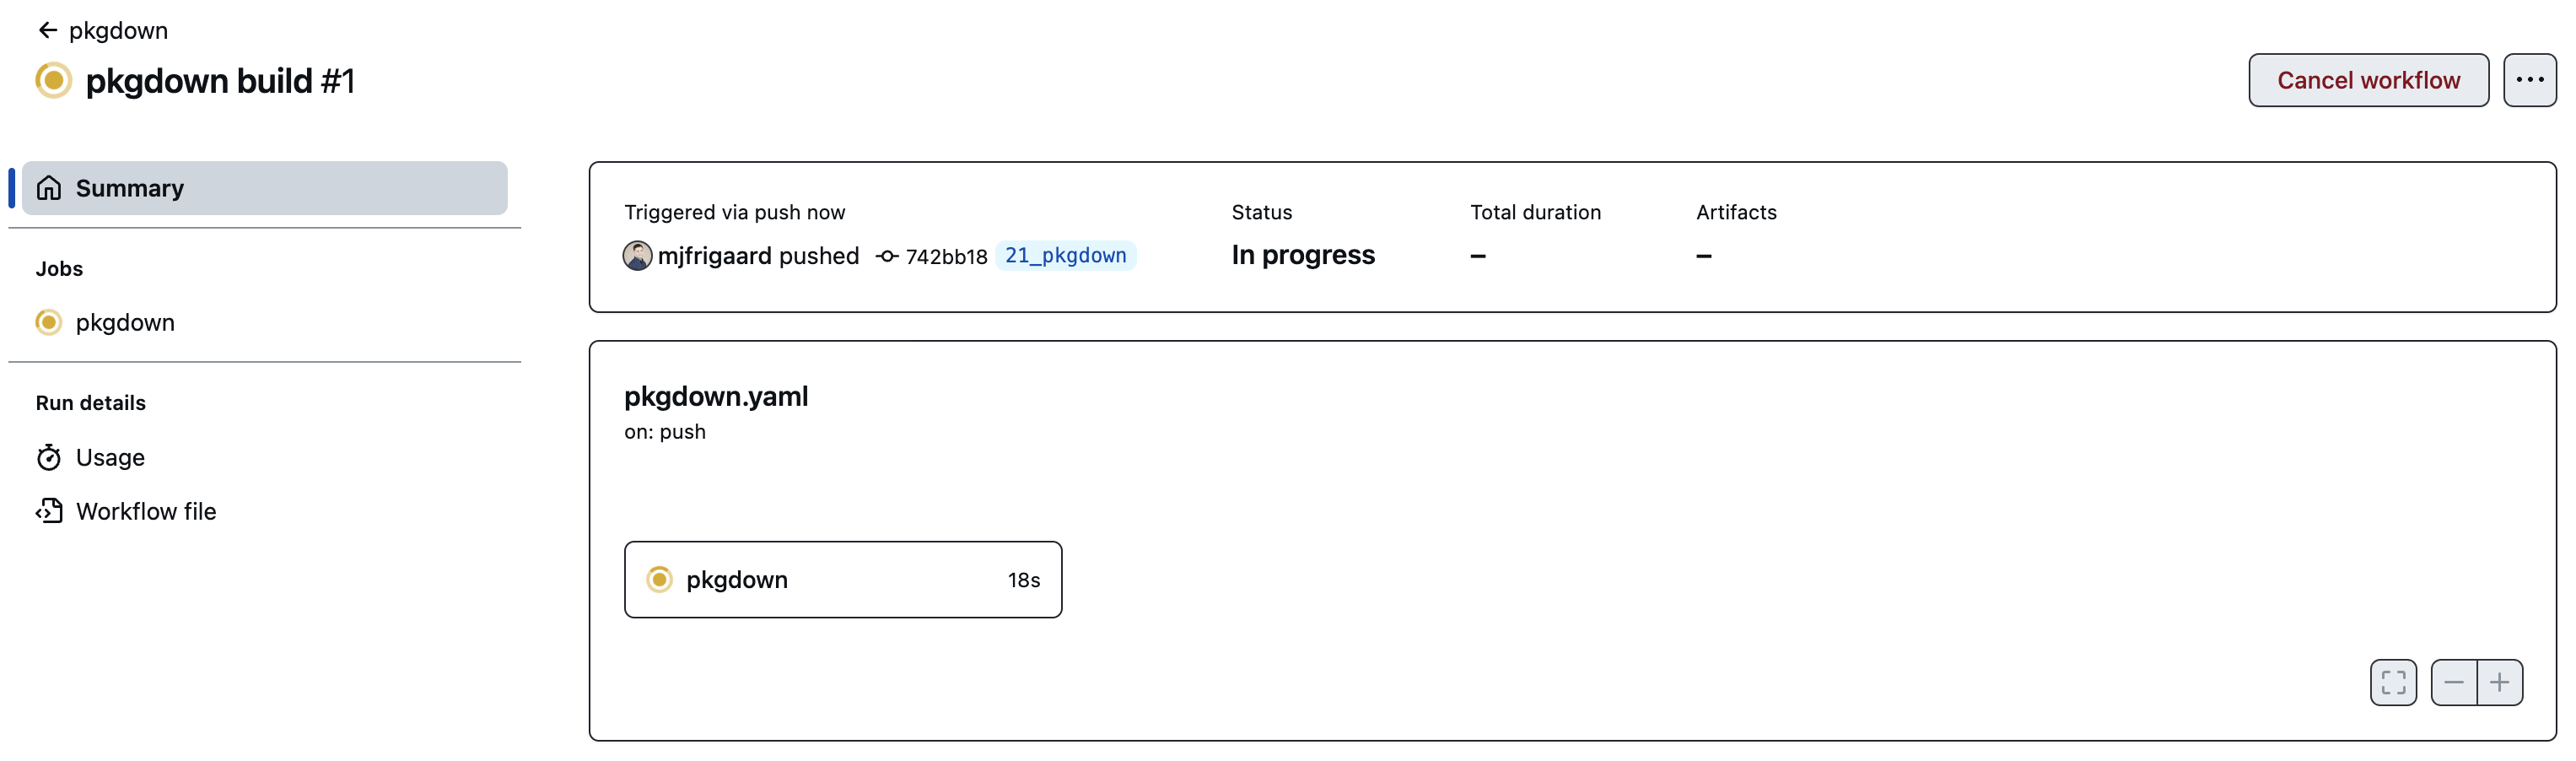 pkgdown
pkgdown build #1
Cancel workflow
Summary
Jobs
pkgdown
Run details
Usage
Workflow file
Triggered via push now
mjfrigaard pushed 742bb18 21_pkgdown
Status
In progress
Total duration
–
Artifacts
–
pkgdown.yaml
on: push
pkgdown 18s